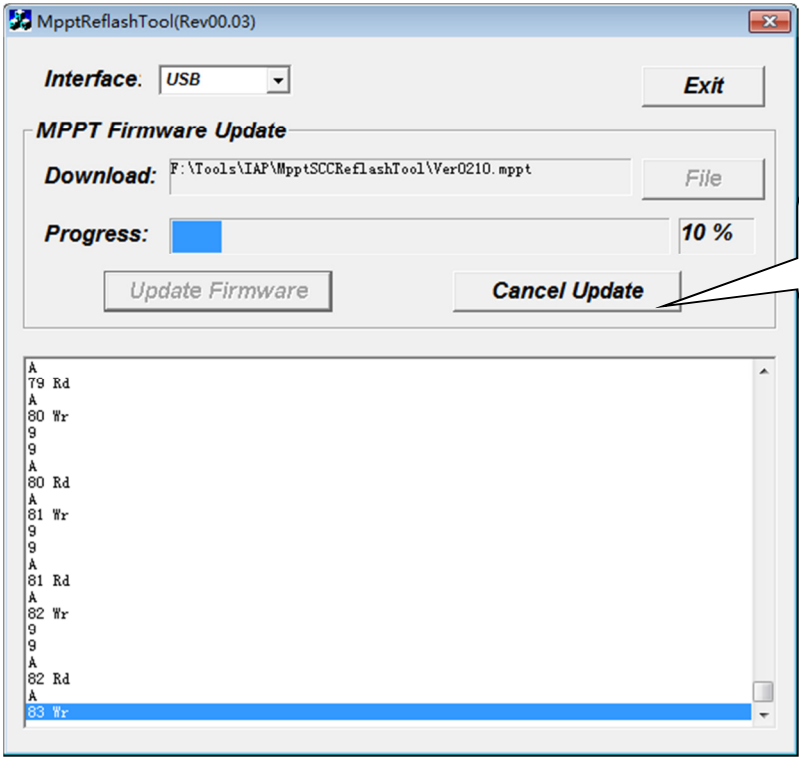 MpptReflashTool(Rev00.03)
Interface: USB
Exit
MPPT Firmware Update
Download: F:\Tools\IAP\MpptSCCReflashTool\Ver0210.mppt File
Progress: 10 %
Update Firmware Cancel Update
A
79 Rd
A
80 Wr
9
9
A
80 Rd
A
81 Wr
9
9
A
81 Rd
A
82 Wr
9
9
A
82 Rd
A
83 Wr